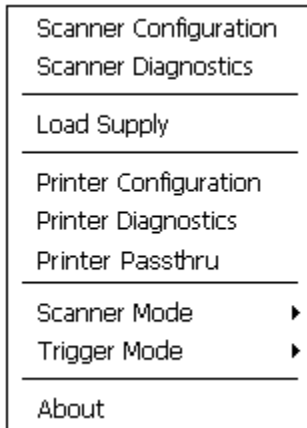 Scanner Configuration
Scanner Diagnostics
Load Supply
Printer Configuration
Printer Diagnostics
Printer Passthru
Scanner Mode
Trigger Mode
About